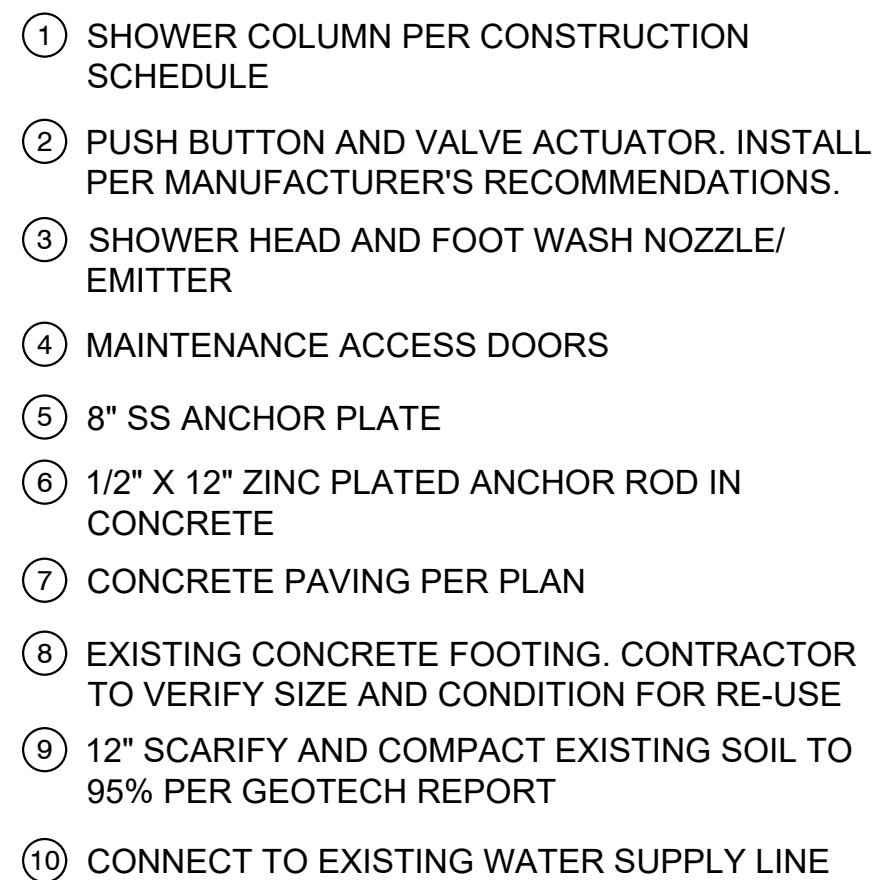 1 SHOWER COLUMN PER CONSTRUCTION
SCHEDULE
2 PUSH BUTTON AND VALVE ACTUATOR. INSTALL
PER MANUFACTURER'S RECOMMENDATIONS.
3 SHOWER HEAD AND FOOT WASH NOZZLE/
EMITTER
4 MAINTENANCE ACCESS DOORS
5 8" SS ANCHOR PLATE
6 1/2" X 12" ZINC PLATED ANCHOR ROD IN
CONCRETE
7 CONCRETE PAVING PER PLAN
8 EXISTING CONCRETE FOOTING. CONTRACTOR
TO VERIFY SIZE AND CONDITION FOR RE-USE
9 12" SCARIFY AND COMPACT EXISTING SOIL TO
95% PER GEOTECH REPORT
10 CONNECT TO EXISTING WATER SUPPLY LINE